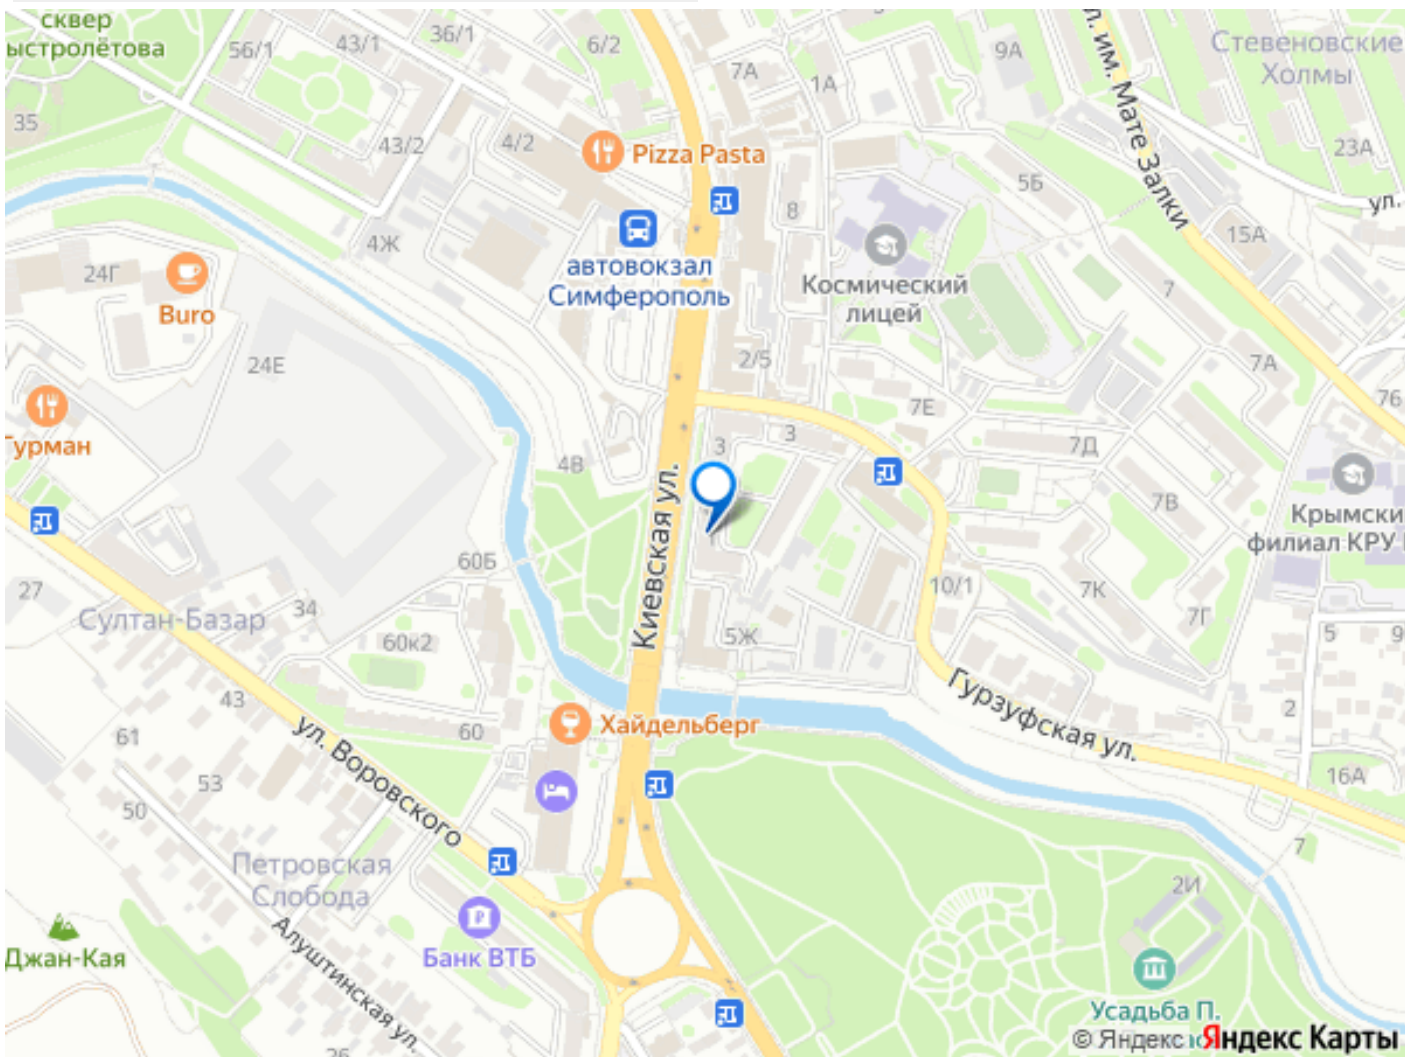 сквер
ыстролётова
56/1
43/1
36/1
6/2
7А
1А
9А
л. им. Мате Залки
Стевеновские
Холмы
35
43/2
4/2
Pizza Pasta
23А
5Б
8
ул.
15А
4Ж
24Г
Buro
автовокзал
Симферополь
Космический
лицей
7
24Е
2/5
7А
7Е
76
Гурман
3
3
7Д
4В
Киевская ул.
7В
Крымски
филиал КРУ
60Б
10/1
7К
27
Султан-Базар
34
7Г
60к2
5Ж
5
9
43
Гурзуфская ул.
2
61
60
Хайдельберг
ул. Воровского
53
50
16А
7
Петровская
Слобода
2И
Джан-Кая
Алуштинская ул.
Банк ВТБ
Усадьба П.
26
© Яндекс
Яндекс Карты